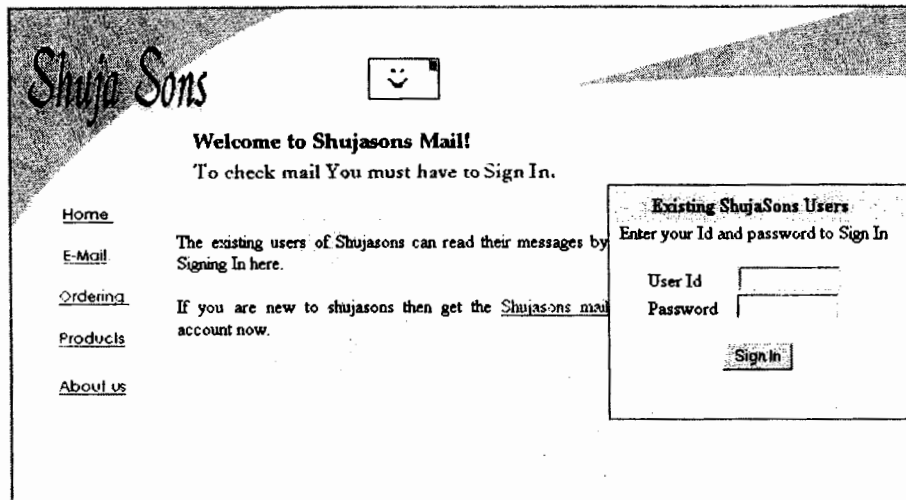 Shuja Sons
Welcome to Shujasons Mail!
To check mail You must have to Sign In.
Home
E-Mail
Ordering
Products
About us
The existing users of Shujasons can read their messages by
Signing In here.
If you are new to shujasons then get the Shujasons mail
account now.
Existing ShujaSons Users
Enter your Id and password to Sign In
User Id
Password
Sign In